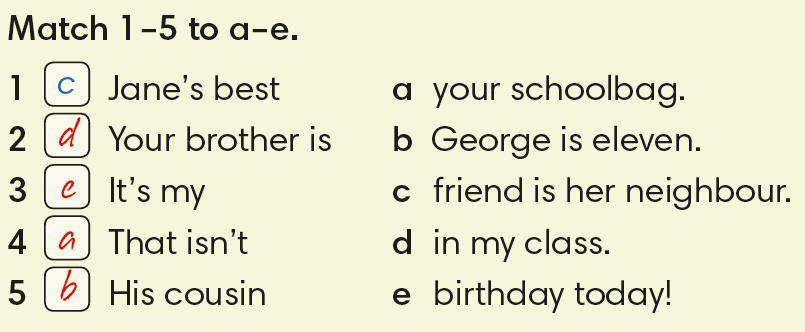 Match 1–5 to a–e.
1 c Jane's best a your schoolbag.
2 d Your brother is b George is eleven.
3 e It's my c friend is her neighbour.
4 a That isn't d in my class.
5 b His cousin e birthday today!